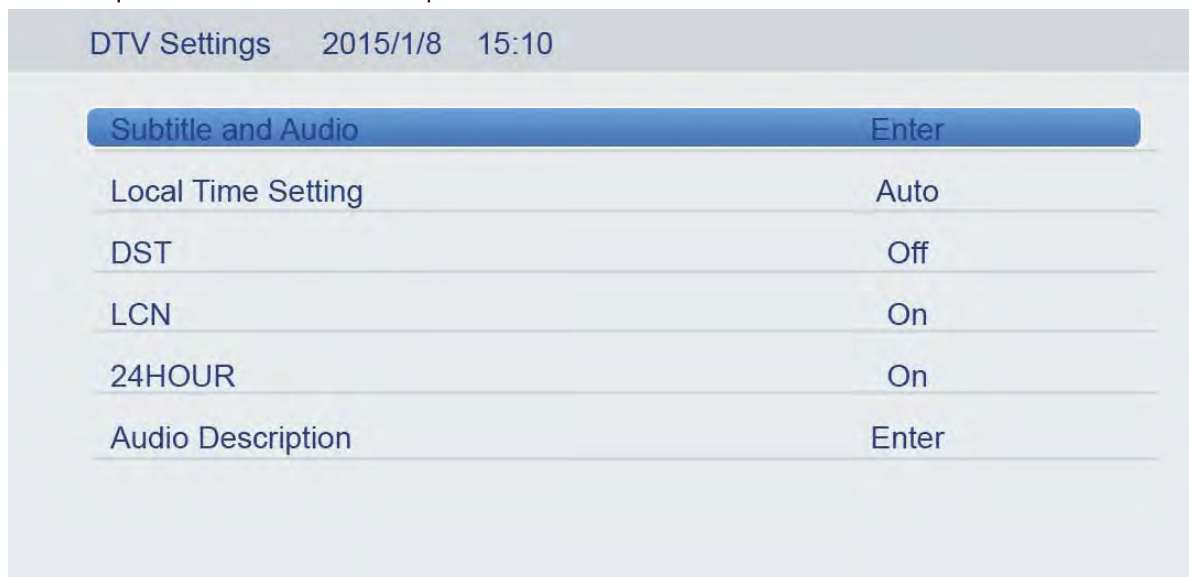 DTV Settings 2015/1/8 15:10
Subtitle and Audio Enter
Local Time Setting Auto
DST Off
LCN On
24HOUR On
Audio Description Enter